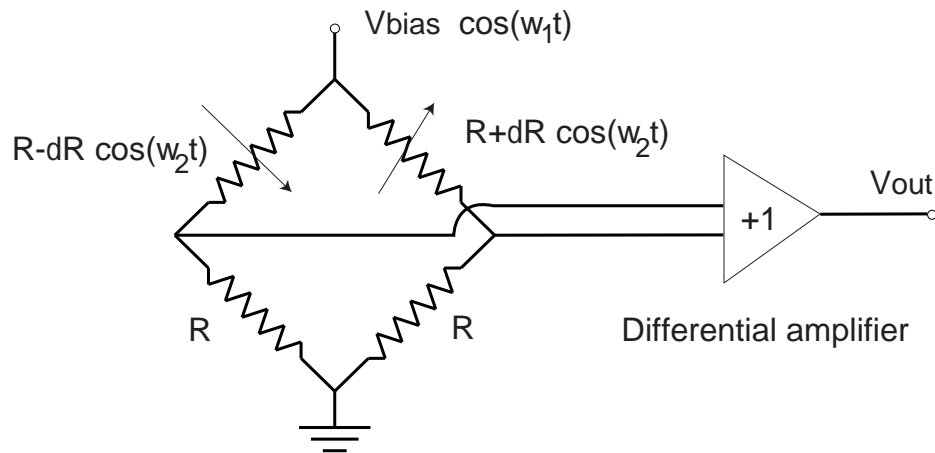 Vbias cos(w1t)
R-dR cos(w2t)
R+dR cos(w2t)
Vout
+1
R
R
Differential amplifier